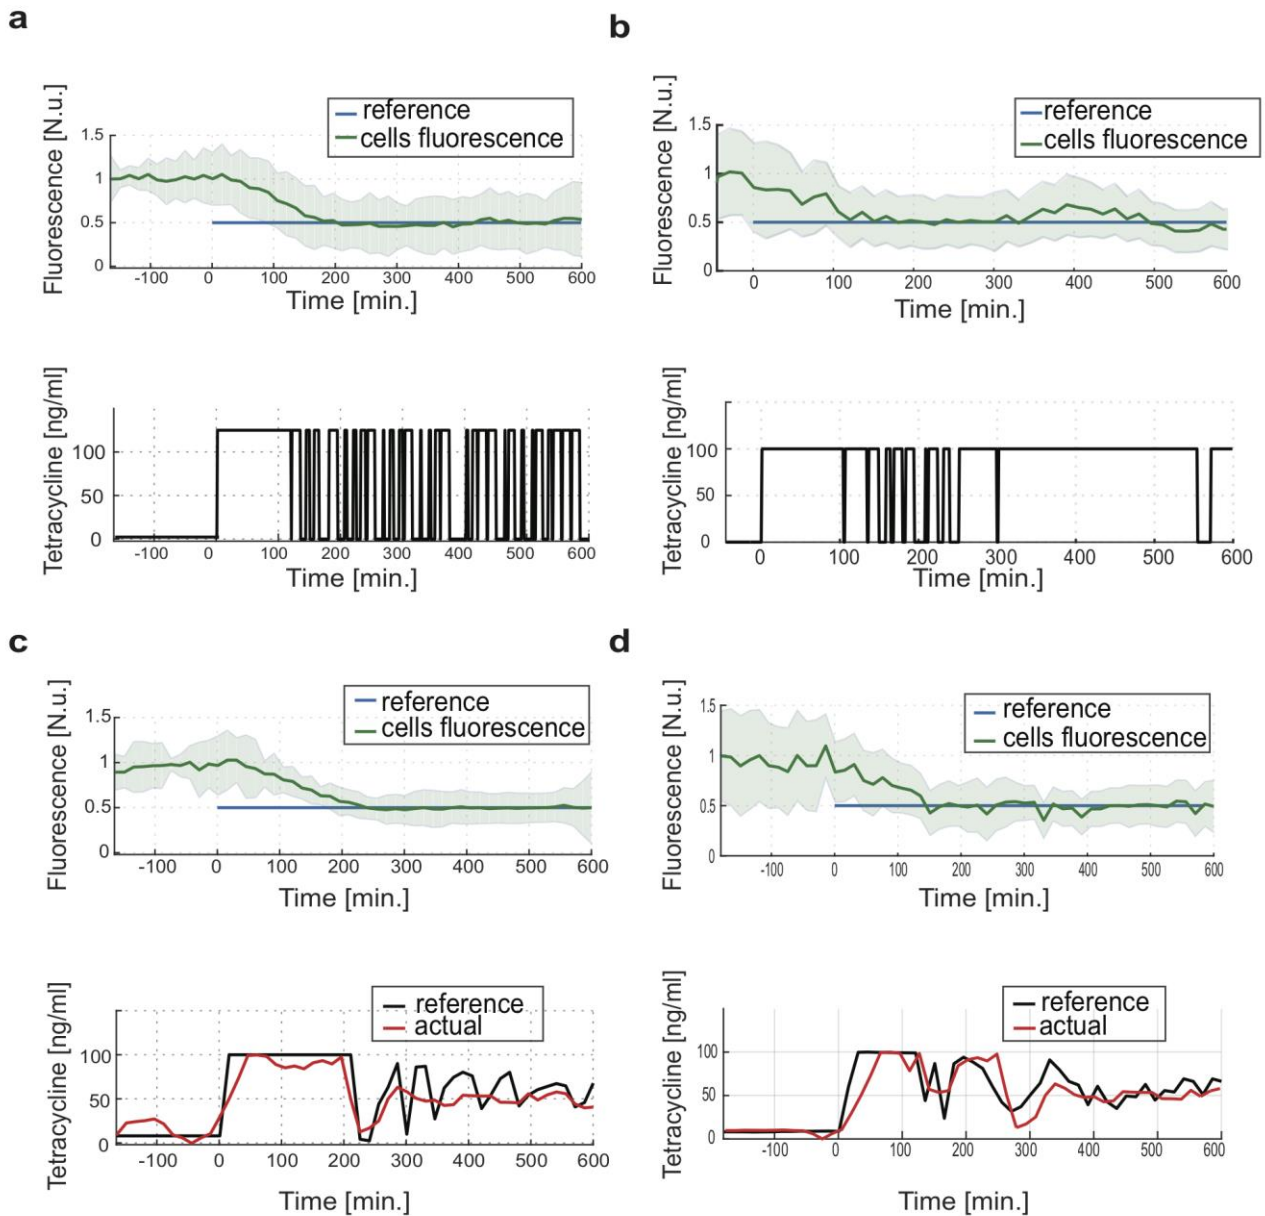 a
b
Fluorescence [N.u.]
reference
cells fluorescence
1.5
1
0.5
0
-100 0 100 200 300 400 500 600
Time [min.]
Fluorescence [N.u.]
reference
cells fluorescence
1.5
1
0.5
0
0 100 200 300 400 500 600
Time [min.]
Tetracycline [ng/ml]
100
50
0
-100 0 100 200 300 400 500 600
Time [min.]
Tetracycline [ng/ml]
100
50
0
0 100 200 300 400 500 600
Time [min.]
c
d
Fluorescence [N.u.]
reference
cells fluorescence
1.5
1
0.5
0
-100 0 100 200 300 400 500 600
Time [min.]
Fluorescence [N.u.]
reference
cells fluorescence
1.5
1
0.5
0
-100 0 100 200 300 400 500 600
Time [min.]
Tetracycline [ng/ml]
reference
actual
100
50
0
-100 0 100 200 300 400 500 600
Time [min.]
Tetracycline [ng/ml]
reference
actual
100
50
0
-100 0 100 200 300 400 500 600
Time [min.]